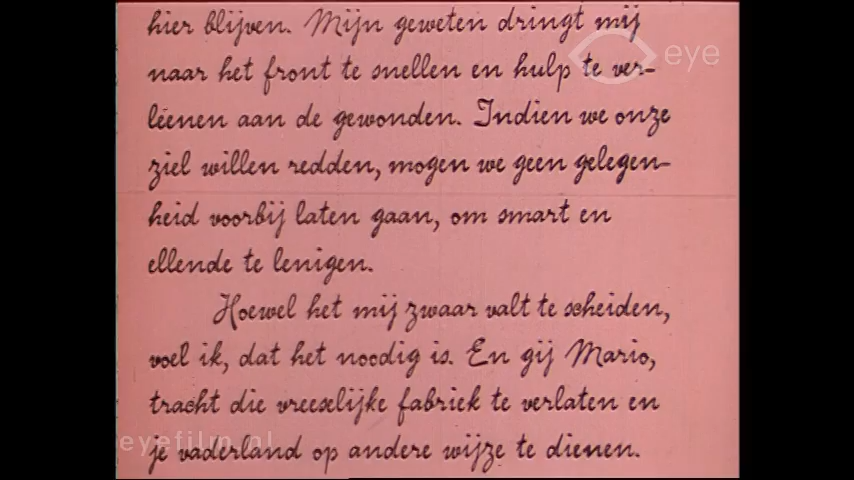 hier blijven. Mijn geweten dringt mij
eye
naar het front te snellen en hulp te ver-
léenen aan de gewonden. Indien we onze
ziel willen redden, mogen we geen gelegen-
heid voorbij laten gaan, om smart en
ellende te lenigen.
Hoewel het mij zwaar valt te scheiden,
voel ik, dat het noodig is. En gij Mario,
tracht die vreeselijke fabriek te verlaten en
eyefilm.nl
je vaderland op andere wijze te dienen.